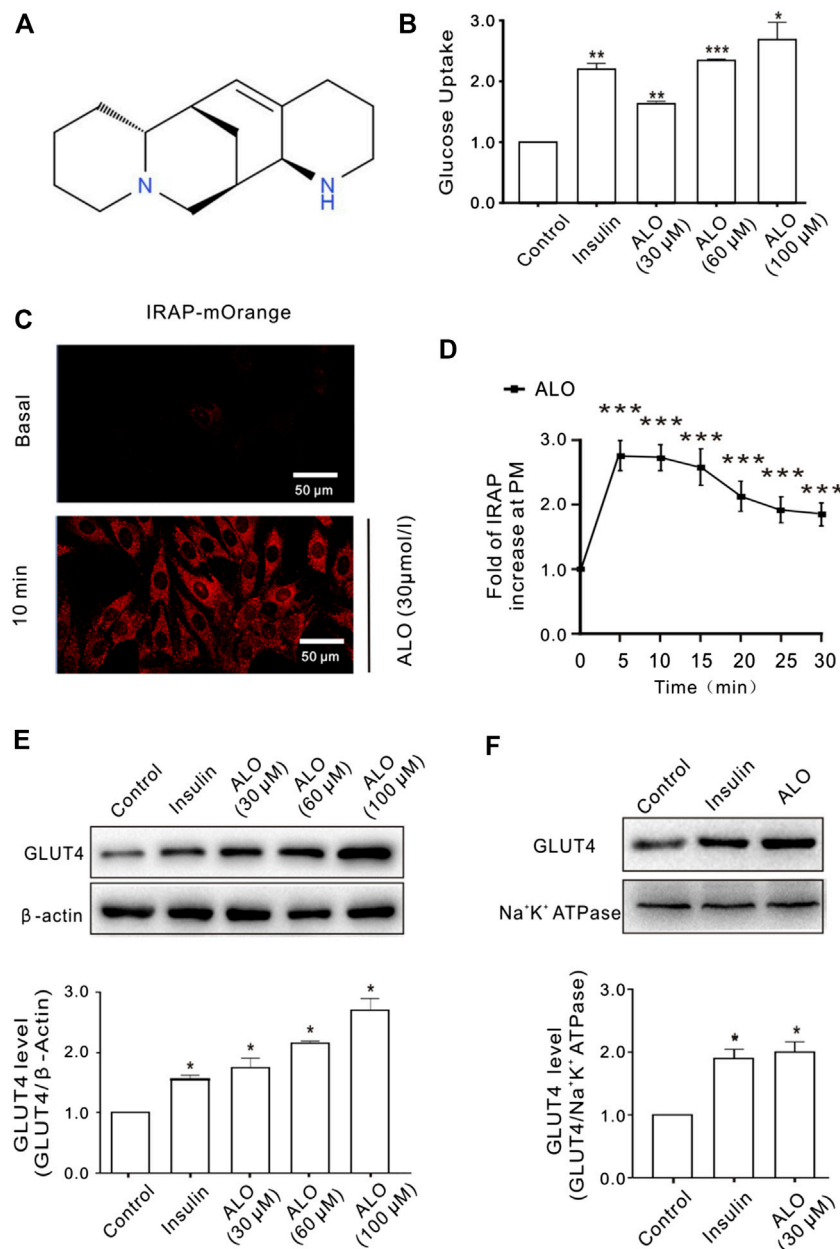 A
N
N
H
B
Glucose Uptake
3.0
2.0
1.0
0.0
**
**
***
*
Control
Insulin
ALO
(30 µM)
ALO
(60 µM)
ALO
(100 µM)
C
IRAP-mOrange
Basal
50 µm
10 min
50 µm
ALO (30µmol/l)
D
ALO
Fold of IRAP
increase at PM
3.0
2.0
1.0
0.0
***
***
***
***
***
***
0
5
10
15
20
25
30
Time（min）
E
Control
Insulin
ALO
(30 µM)
ALO
(60 µM)
ALO
(100 µM)
GLUT4
β-actin
GLUT4 level
(GLUT4/β-Actin)
3.0
2.0
1.0
0.0
*
*
*
*
Control
Insulin
ALO
(30 µM)
ALO
(60 µM)
ALO
(100 µM)
F
Control
Insulin
ALO
GLUT4
Na⁺K⁺ ATPase
GLUT4 level
(GLUT4/Na⁺K⁺ ATPase)
3.0
2.0
1.0
0.0
*
*
Control
Insulin
ALO
(30 µM)